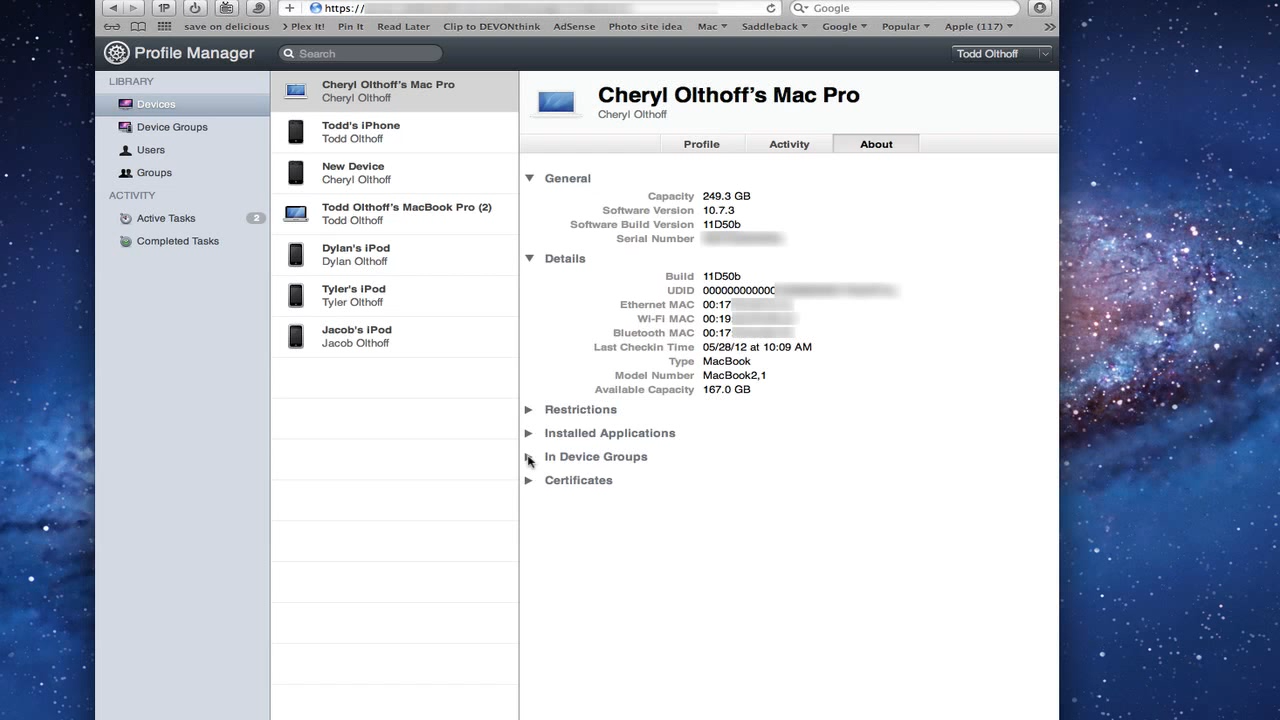 1P
https://
Google
save on delicious
> Plex It!
Pin It
Read Later
Clip to DEVONthink
AdSense
Photo site idea
Mac
Saddleback
Google
Popular
Apple (117)
Profile Manager
Search
Todd Olthoff
LIBRARY
Devices
Device Groups
Users
Groups
ACTIVITY
Active Tasks 2
Completed Tasks
Cheryl Olthoff's Mac Pro
Cheryl Olthoff
Todd's iPhone
Todd Olthoff
New Device
Cheryl Olthoff
Todd Olthoff's MacBook Pro (2)
Todd Olthoff
Dylan's iPod
Dylan Olthoff
Tyler's iPod
Tyler Olthoff
Jacob's iPod
Jacob Olthoff
Cheryl Olthoff's Mac Pro
Cheryl Olthoff
Profile
Activity
About
General
Capacity 249.3 GB
Software Version 10.7.3
Software Build Version 11D50b
Serial Number
Details
Build 11D50b
UDID 000000000000
Ethernet MAC 00:17
Wi-Fi MAC 00:19
Bluetooth MAC 00:17
Last Checkin Time 05/28/12 at 10:09 AM
Type MacBook
Model Number MacBook2,1
Available Capacity 167.0 GB
Restrictions
Installed Applications
In Device Groups
Certificates